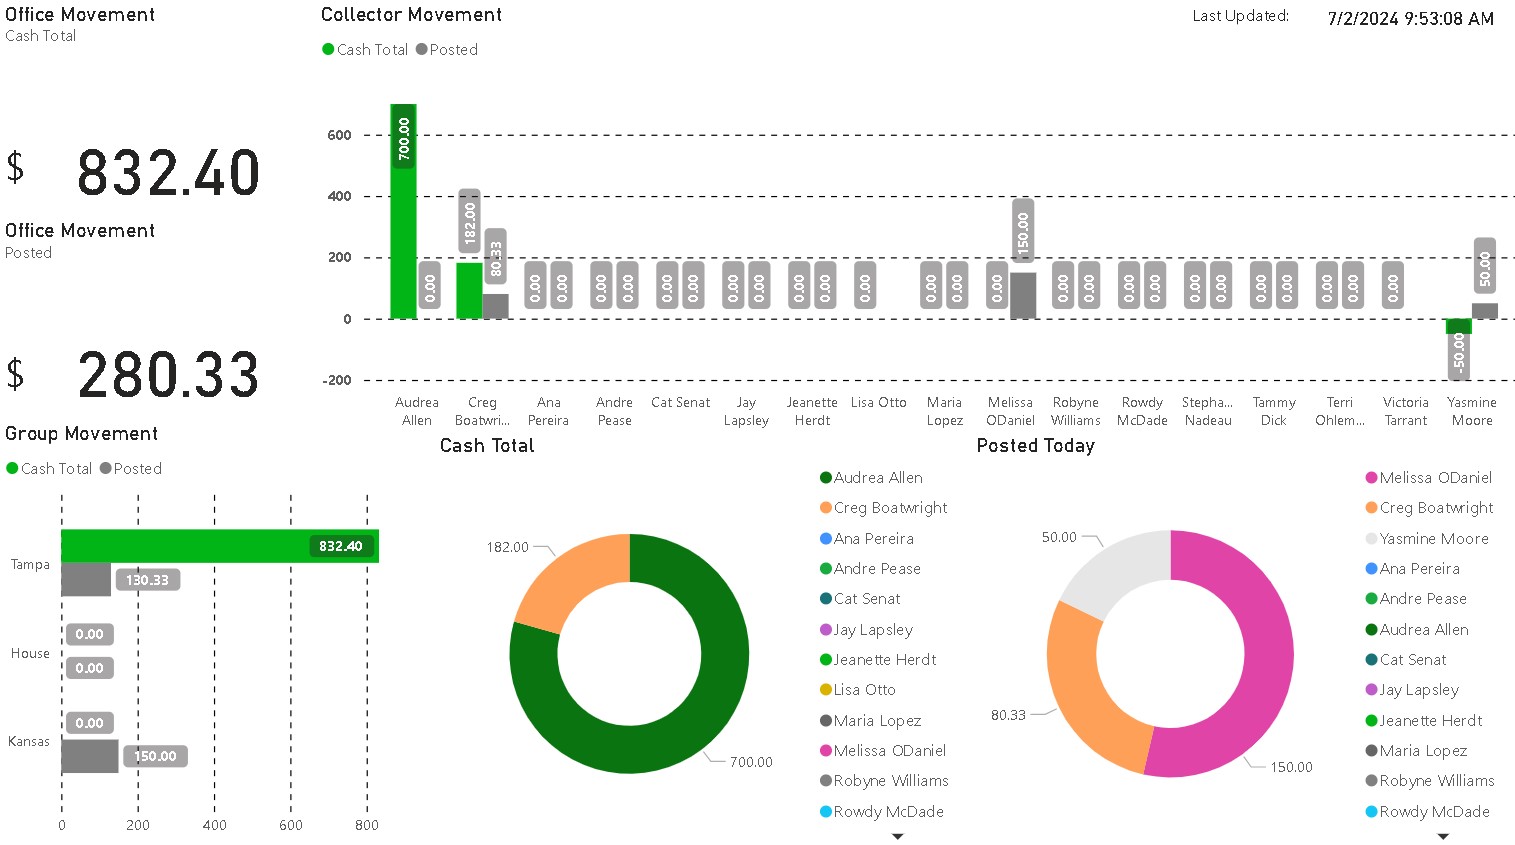 Office Movement
Cash Total
$ 832.40
Office Movement
Posted
$ 280.33
Collector Movement
Cash Total Posted
Last Updated: 7/2/2024 9:53:08 AM
600
400
200
0
-200
700.00
0.00
182.00
80.33
0.00
0.00
0.00
0.00
0.00
0.00
0.00
0.00
0.00
0.00
0.00
0.00
0.00
0.00
150.00
0.00
0.00
0.00
0.00
0.00
0.00
0.00
0.00
0.00
0.00
0.00
-50.00
50.00
Audrea Allen
Creg Boatwri...
Ana Pereira
Andre Pease
Cat Senat
Jay Lapsley
Jeanette Herdt
Lisa Otto
Maria Lopez
Melissa ODaniel
Robyne Williams
Rowdy McDade
Stepha... Nadeau
Tammy Dick
Terri Ohlem...
Victoria Tarrant
Yasmine Moore
Group Movement
Cash Total Posted
Tampa
832.40
130.33
House
0.00
0.00
Kansas
0.00
150.00
0 200 400 600 800
Cash Total
182.00
700.00
Audrea Allen
Creg Boatwright
Ana Pereira
Andre Pease
Cat Senat
Jay Lapsley
Jeanette Herdt
Lisa Otto
Maria Lopez
Melissa ODaniel
Robyne Williams
Rowdy McDade
Posted Today
50.00
80.33
150.00
Melissa ODaniel
Creg Boatwright
Yasmine Moore
Ana Pereira
Andre Pease
Audrea Allen
Cat Senat
Jay Lapsley
Jeanette Herdt
Maria Lopez
Robyne Williams
Rowdy McDade